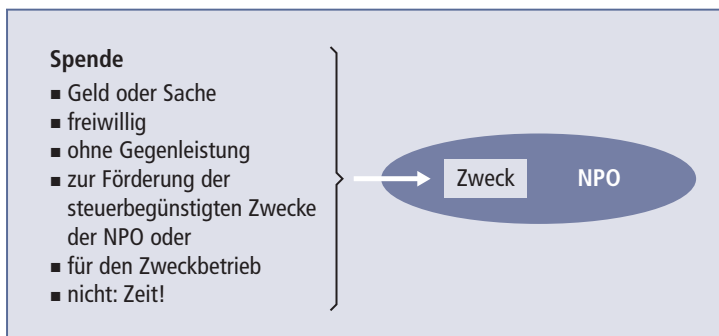 Spende
■ Geld oder Sache
■ freiwillig
■ ohne Gegenleistung
■ zur Förderung der
steuerbegünstigten Zwecke
der NPO oder
■ für den Zweckbetrieb
■ nicht: Zeit!
Zweck
NPO